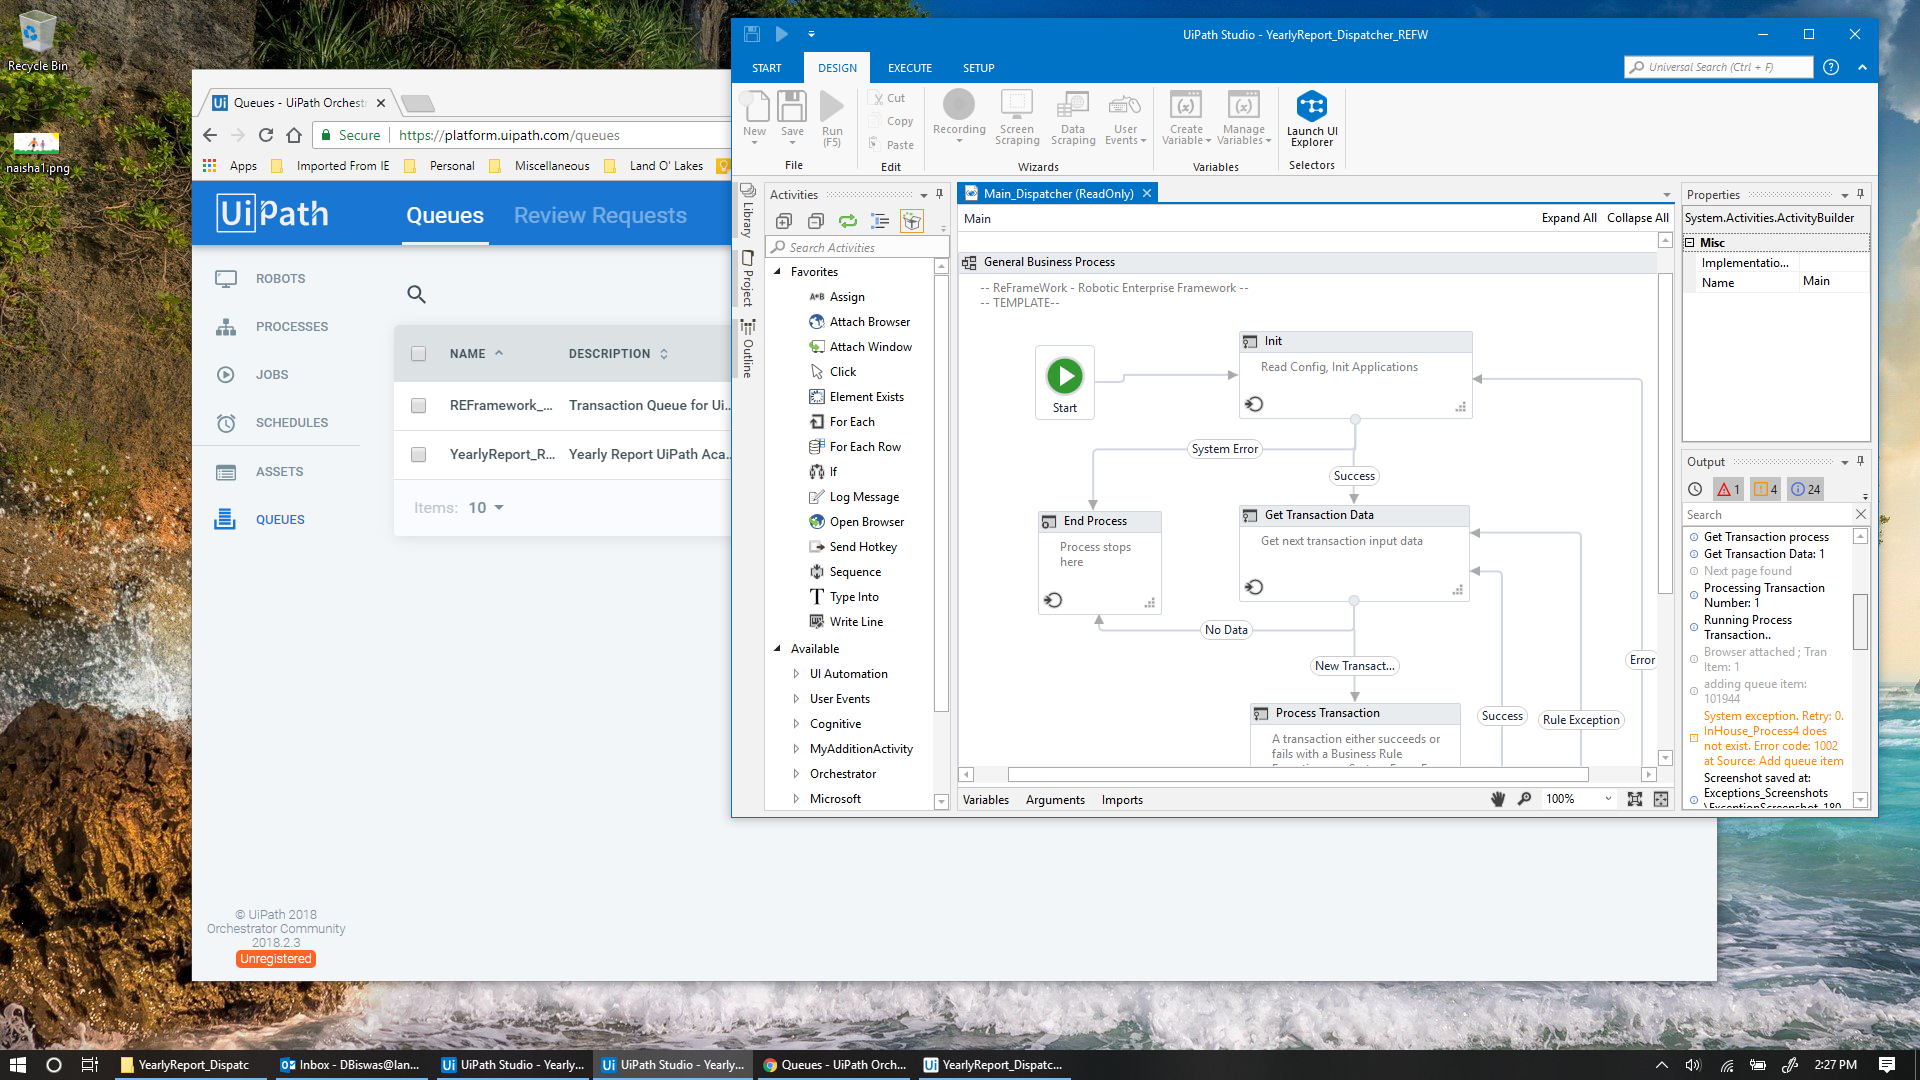 Recycle Bin
naisha1.png
Queues - UiPath Orchestr
Secure
https://platform.uipath.com/queues
Apps
Imported From IE
Personal
Miscellaneous
Land O' Lakes
UiPath
Queues
Review Requests
ROBOTS
PROCESSES
JOBS
SCHEDULES
ASSETS
QUEUES
NAME
DESCRIPTION
REFramework_...
Transaction Queue for Ui...
YearlyReport_R...
Yearly Report UiPath Aca...
Items: 10
© UiPath 2018
Orchestrator Community
2018.2.3
Unregistered
UiPath Studio - YearlyReport_Dispatcher_REFW
START
DESIGN
EXECUTE
SETUP
Universal Search (Ctrl + F)
New
Save
Run
(F5)
File
Cut
Copy
Paste
Edit
Recording
Screen
Scraping
Data
Scraping
User
Events
Wizards
Create
Variable
Manage
Variables
Variables
Launch UI
Explorer
Selectors
Library
Project
Outline
Activities
Search Activities
Favorites
A+B Assign
Attach Browser
Attach Window
Click
Element Exists
For Each
For Each Row
If
Log Message
Open Browser
Send Hotkey
Sequence
Type Into
Write Line
Available
UI Automation
User Events
Cognitive
MyAdditionActivity
Orchestrator
Microsoft
Main_Dispatcher (ReadOnly)
Main
Expand All
Collapse All
General Business Process
-- ReFrameWork - Robotic Enterprise Framework --
-- TEMPLATE--
Start
Init
Read Config, Init Applications
System Error
Success
End Process
Process stops
here
Get Transaction Data
Get next transaction input data
No Data
New Transact...
Error
Process Transaction
A transaction either succeeds or
fails with a Business Rule
Success
Rule Exception
Variables
Arguments
Imports
100%
Properties
System.Activities.ActivityBuilder
Misc
Implementatio...
Name
Main
Output
1
4
24
Search
Get Transaction process
Get Transaction Data: 1
Next page found
Processing Transaction
Number: 1
Running Process
Transaction..
Browser attached ; Tran
Item: 1
adding queue item:
101944
System exception. Retry: 0.
InHouse_Process4 does
not exist. Error code: 1002
at Source: Add queue item
Screenshot saved at:
Exceptions_Screenshots
\ExceptionScreenshot_180
YearlyReport_Dispatc
Inbox - DBiswas@lan...
UiPath Studio - Yearly...
UiPath Studio - Yearly...
Queues - UiPath Orch...
YearlyReport_Dispatc...
2:27 PM